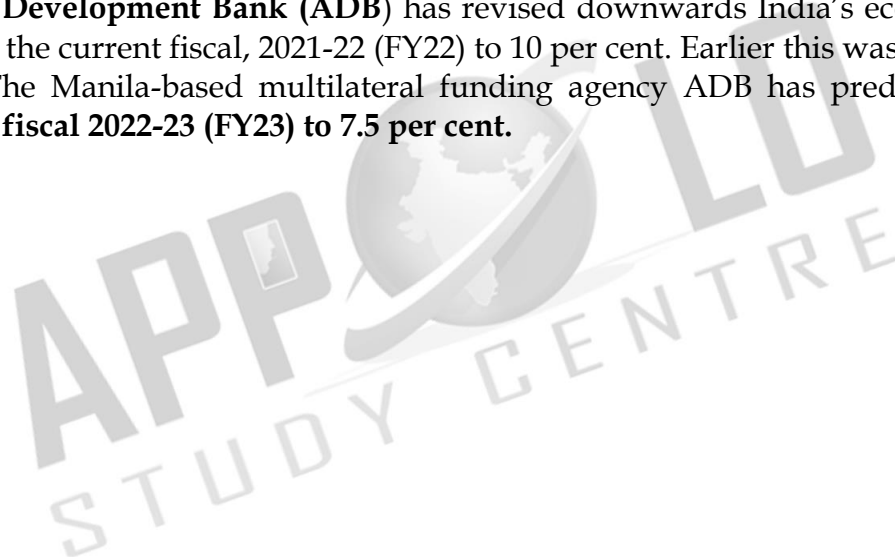 Development Bank (ADB) has revised downwards India's ec
the current fiscal, 2021-22 (FY22) to 10 per cent. Earlier this was
The Manila-based multilateral funding agency ADB has pred
fiscal 2022-23 (FY23) to 7.5 per cent.
APPOLO
STUDY CENTRE